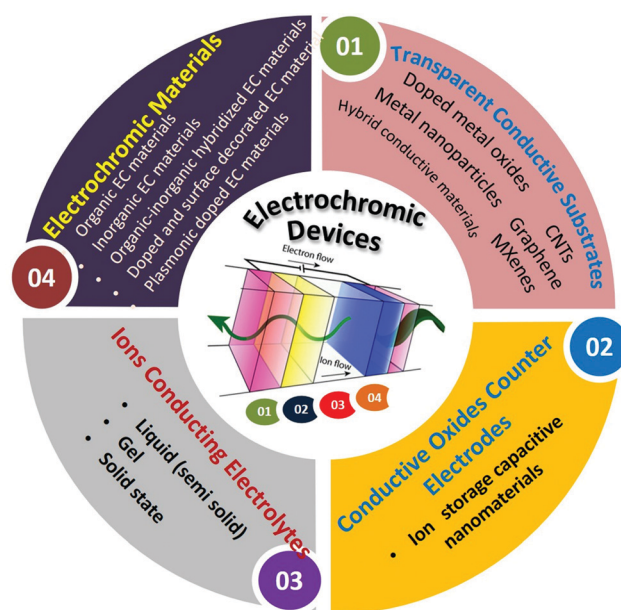 01
Transparent Conductive Substrates
Doped metal oxides
Metal nanoparticles
Hybrid conductive materials
CNTs
Graphene
MXenes
02
Conductive Oxides Counter
Electrodes
• Ion storage capacitive
nanomaterials
03
Ions Conducting Electrolytes
• Liquid (semi solid)
• Gel
• Solid state
04
Electrochromic Materials
• Organic EC materials
• Inorganic EC materials
• Organic-inorganic hybridized EC materials
• Doped and surface decorated EC material
• Plasmonic doped EC materials
Electrochromic
Devices
Electron flow
Ion flow
01
02
03
04